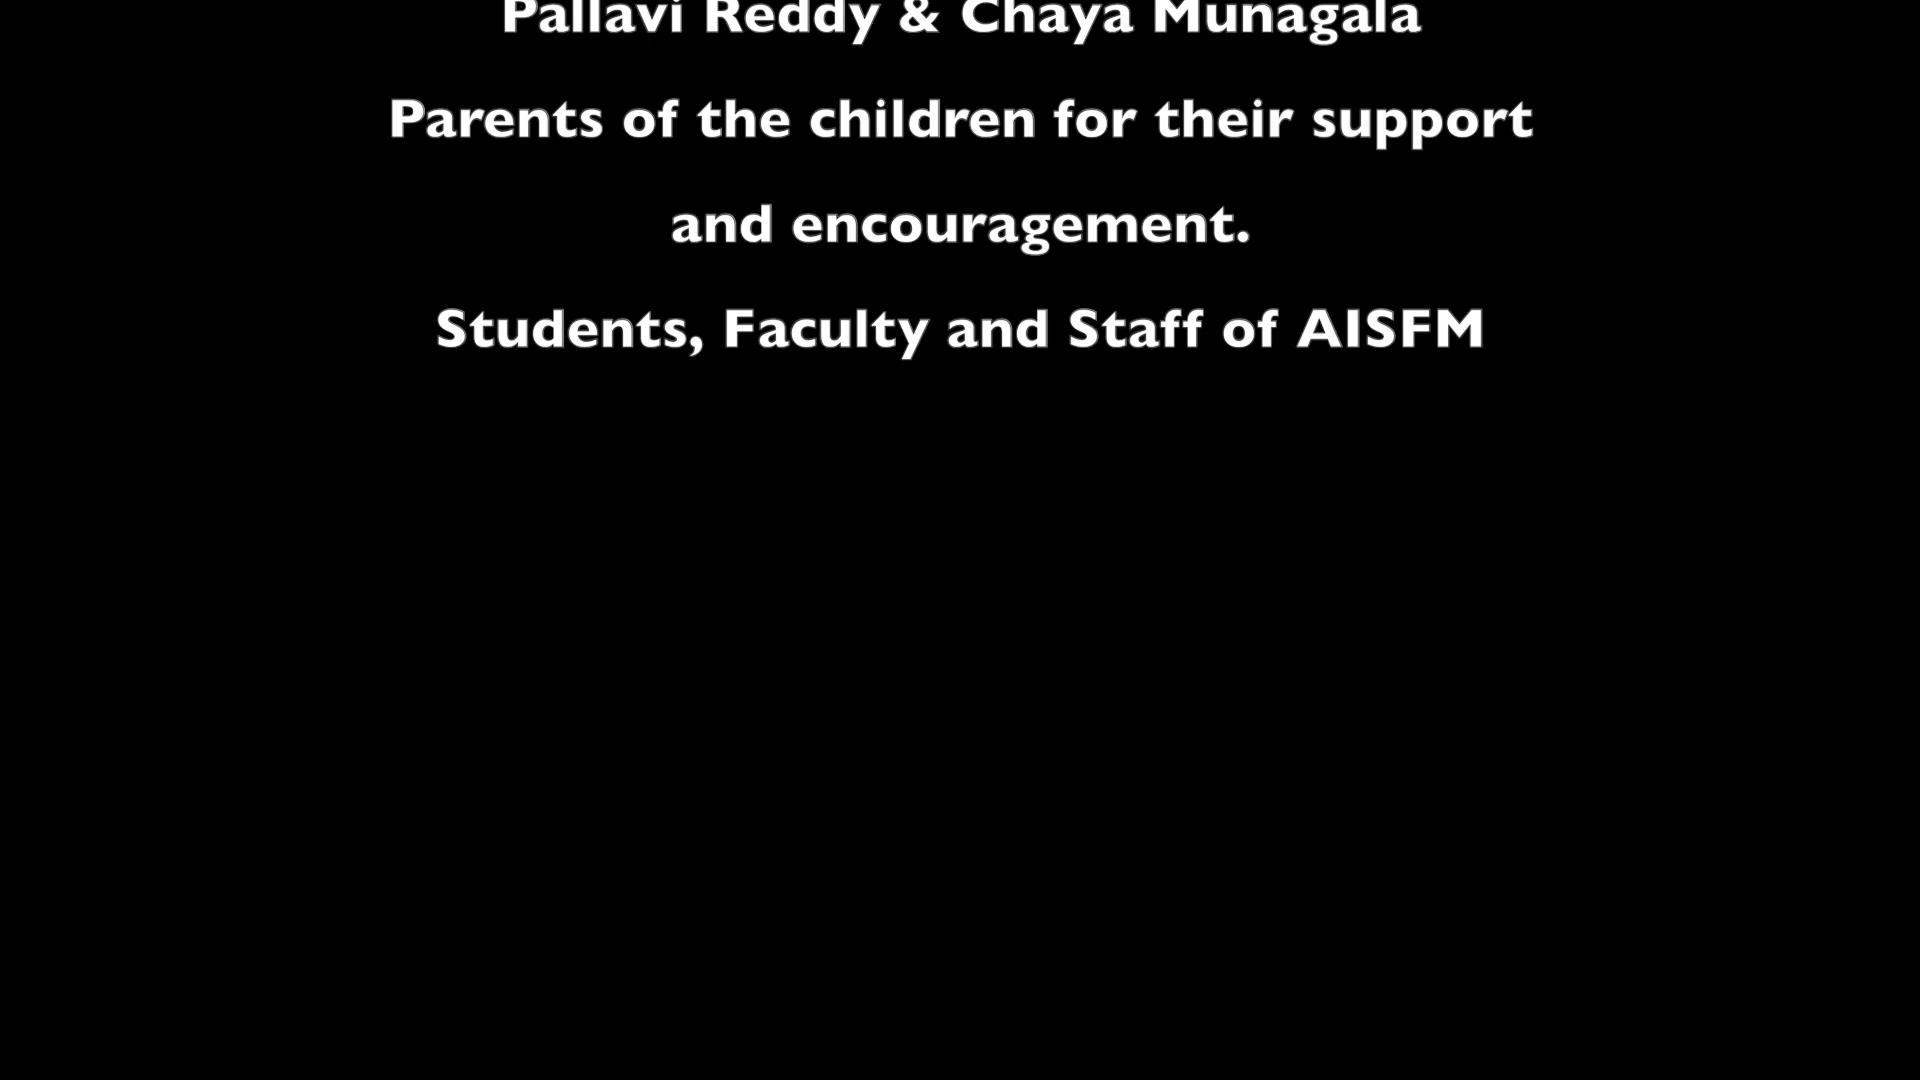 Pallavi Reddy & Chaya Munagala
Parents of the children for their support
and encouragement.
Students, Faculty and Staff of AISFM